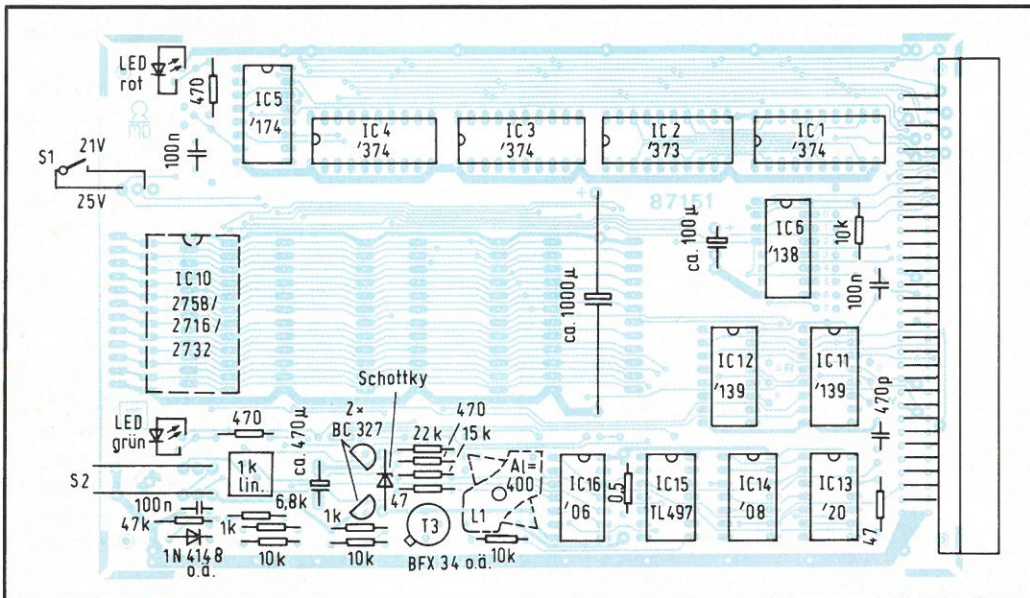 LED
rot
470
100n
S1
21V
25V
IC5
'174
IC4
'374
IC3
'374
IC2
'373
IC1
'374
87151
+
+
ca. 100µ
IC6
'138
10k
100n
IC10
2758/
2716/
2732
ca. 1000µ
IC12
'139
IC11
'139
470p
Schottky
LED
grün
470
ca. 470µ
2×
BC 327
470
22k
15k
47
S2
1k
lin.
6,8k
100n
47k
1k
1k
1N 4148
o.ä.
10k
10k
T3
BFX 34 o.ä.
L1
Al=
400
10k
IC16
'06
0.5
IC15
TL497
IC14
'08
IC13
'20
47